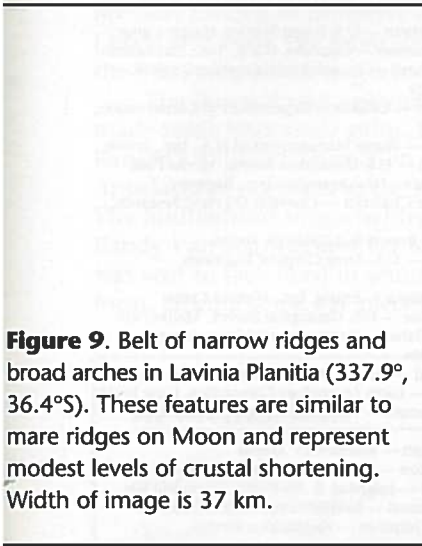 Figure 9. Belt of narrow ridges and
broad arches in Lavinia Planitia (337.9°,
36.4°S). These features are similar to
mare ridges on Moon and represent
modest levels of crustal shortening.
Width of image is 37 km.